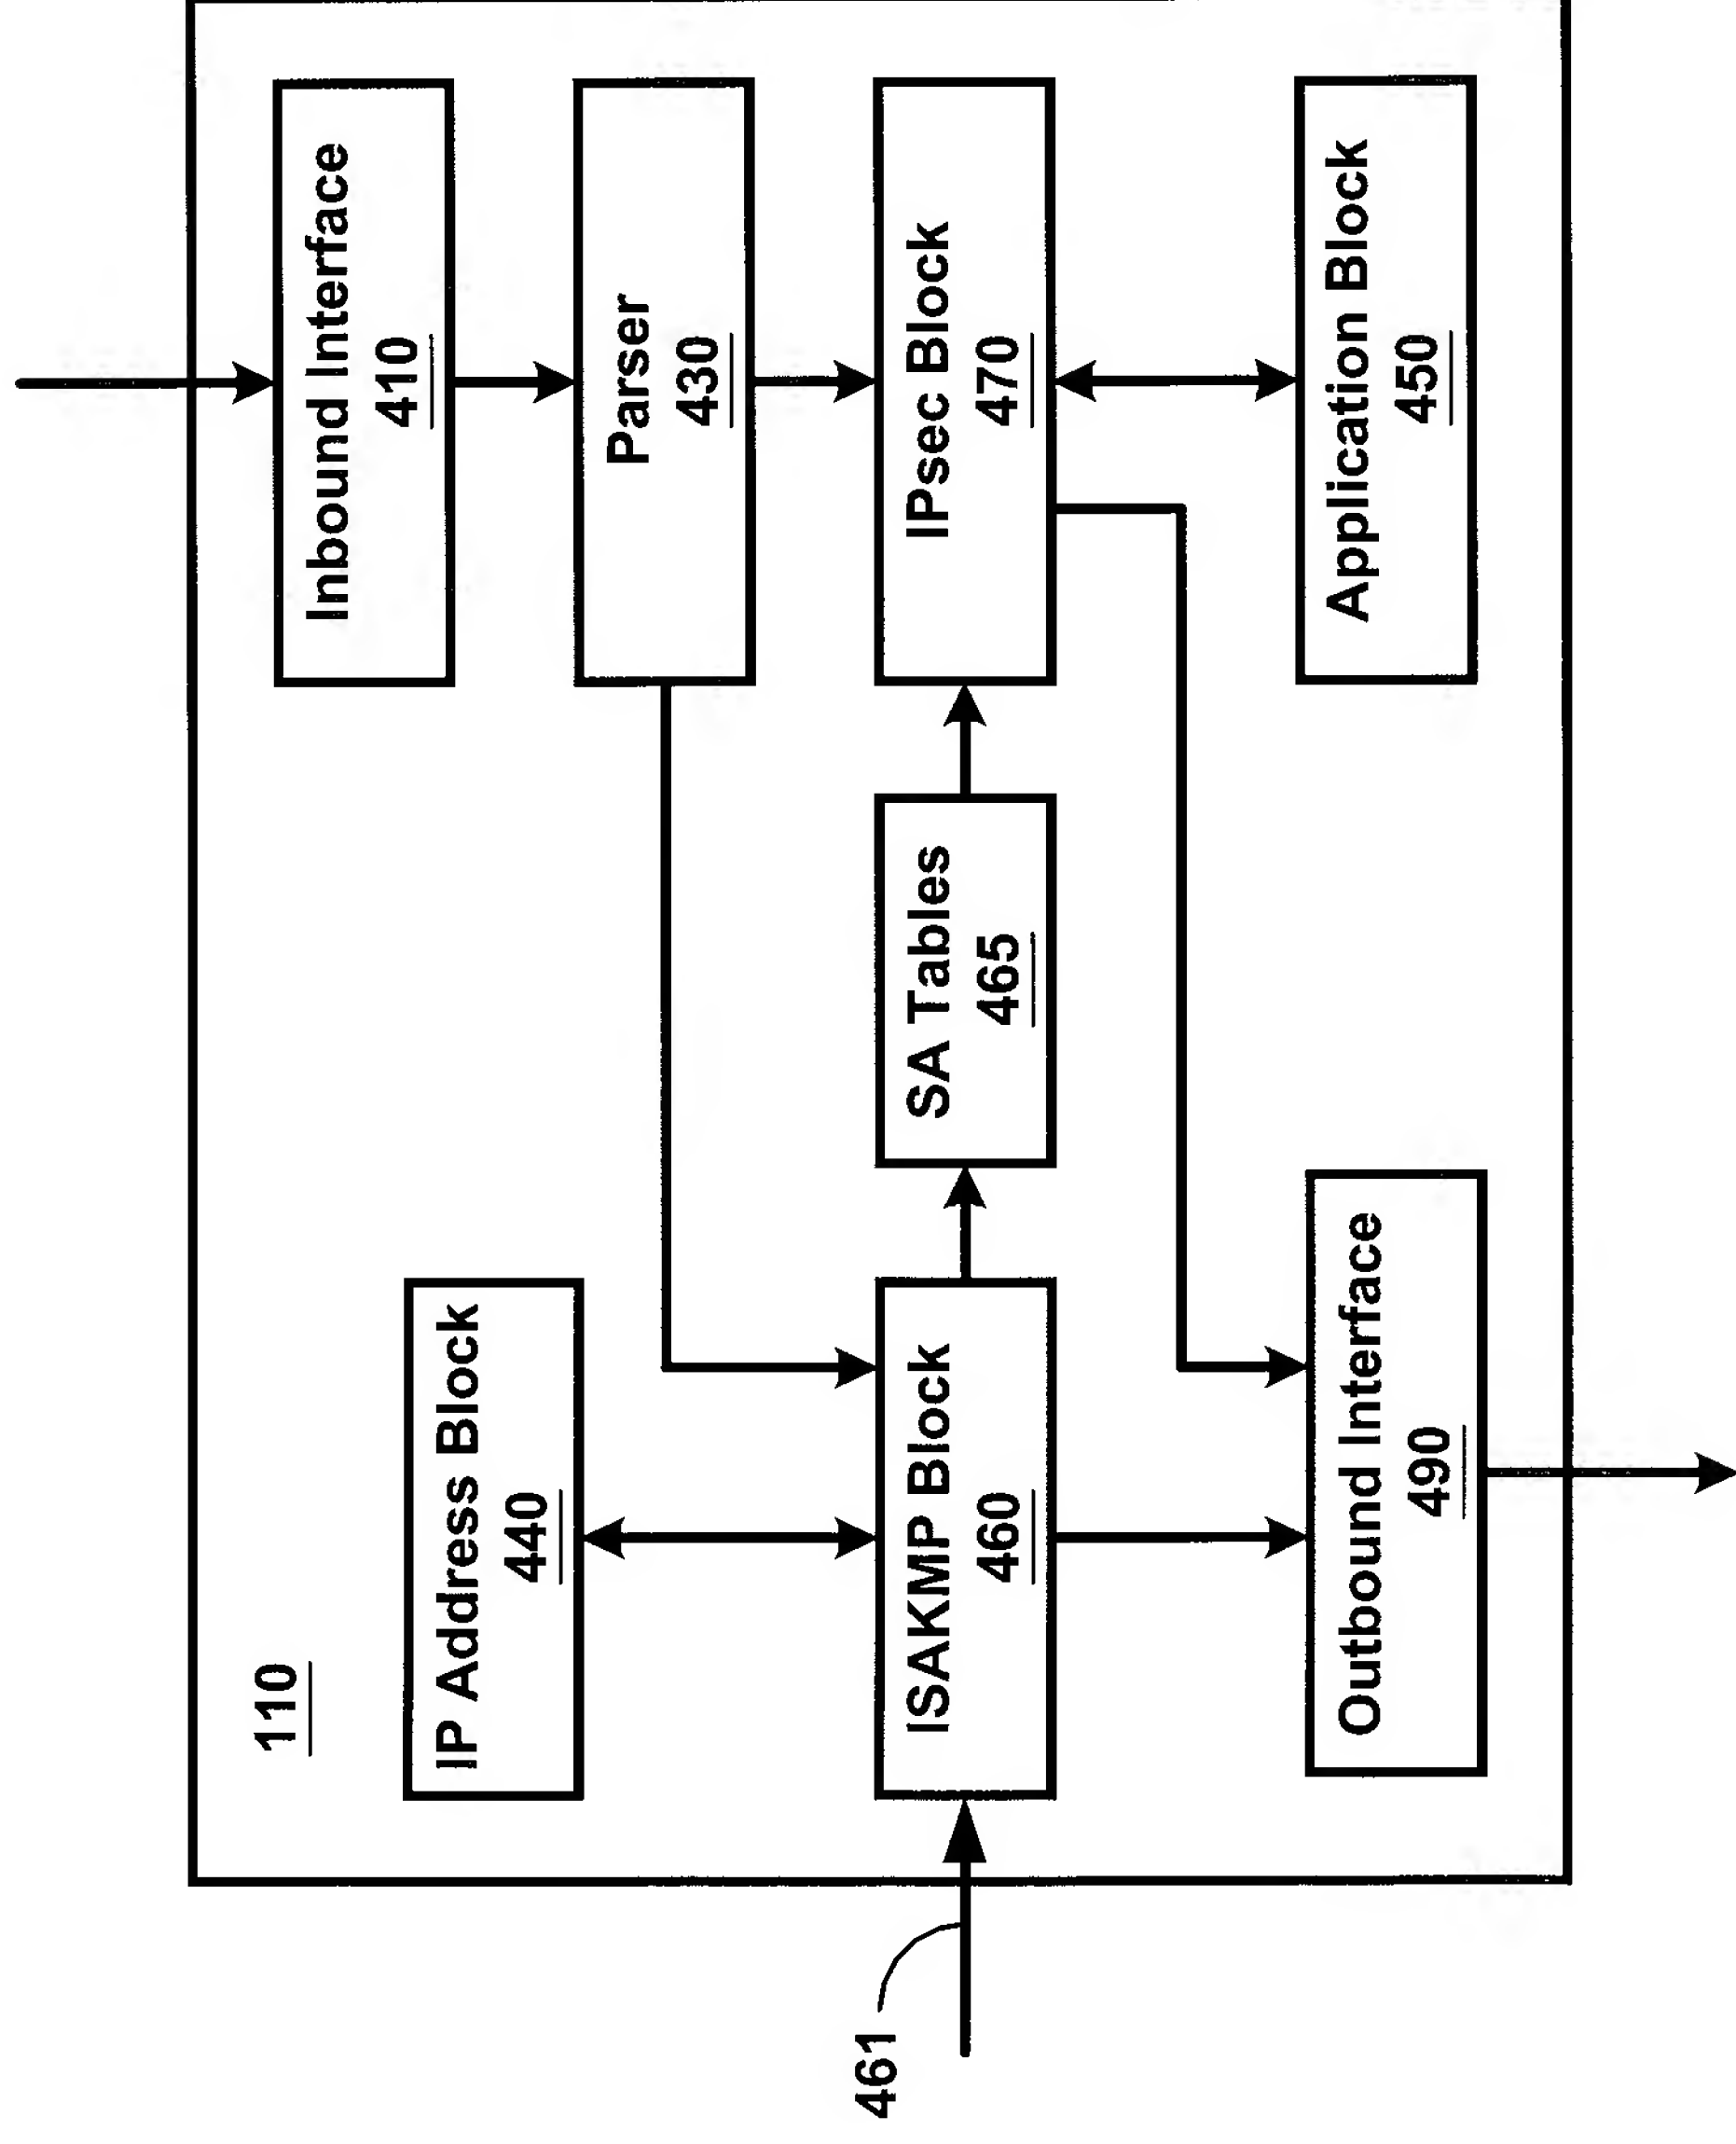 110
Inbound Interface
410
IP Address Block
440
Parser
430
ISAKMP Block
460
SA Tables
465
IPsec Block
470
461
Outbound Interface
490
Application Block
450